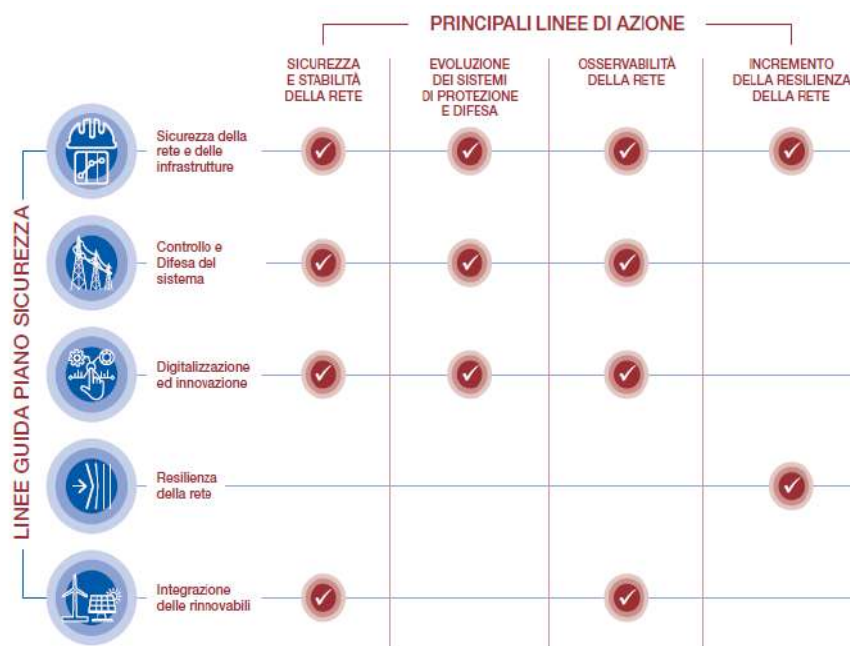 PRINCIPALI LINEE DI AZIONE
SICUREZZA
E STABILITÀ
DELLA RETE
EVOLUZIONE
DEI SISTEMI
DI PROTEZIONE
E DIFESA
OSSERVABILITÀ
DELLA RETE
INCREMENTO
DELLA RESILIENZA
DELLA RETE
LINEE GUIDA PIANO SICUREZZA
Sicurezza della
rete e delle
infrastrutture
Controllo e
Difesa del
sistema
Digitalizzazione
ed innovazione
Resilienza
della rete
Integrazione
delle rinnovabili